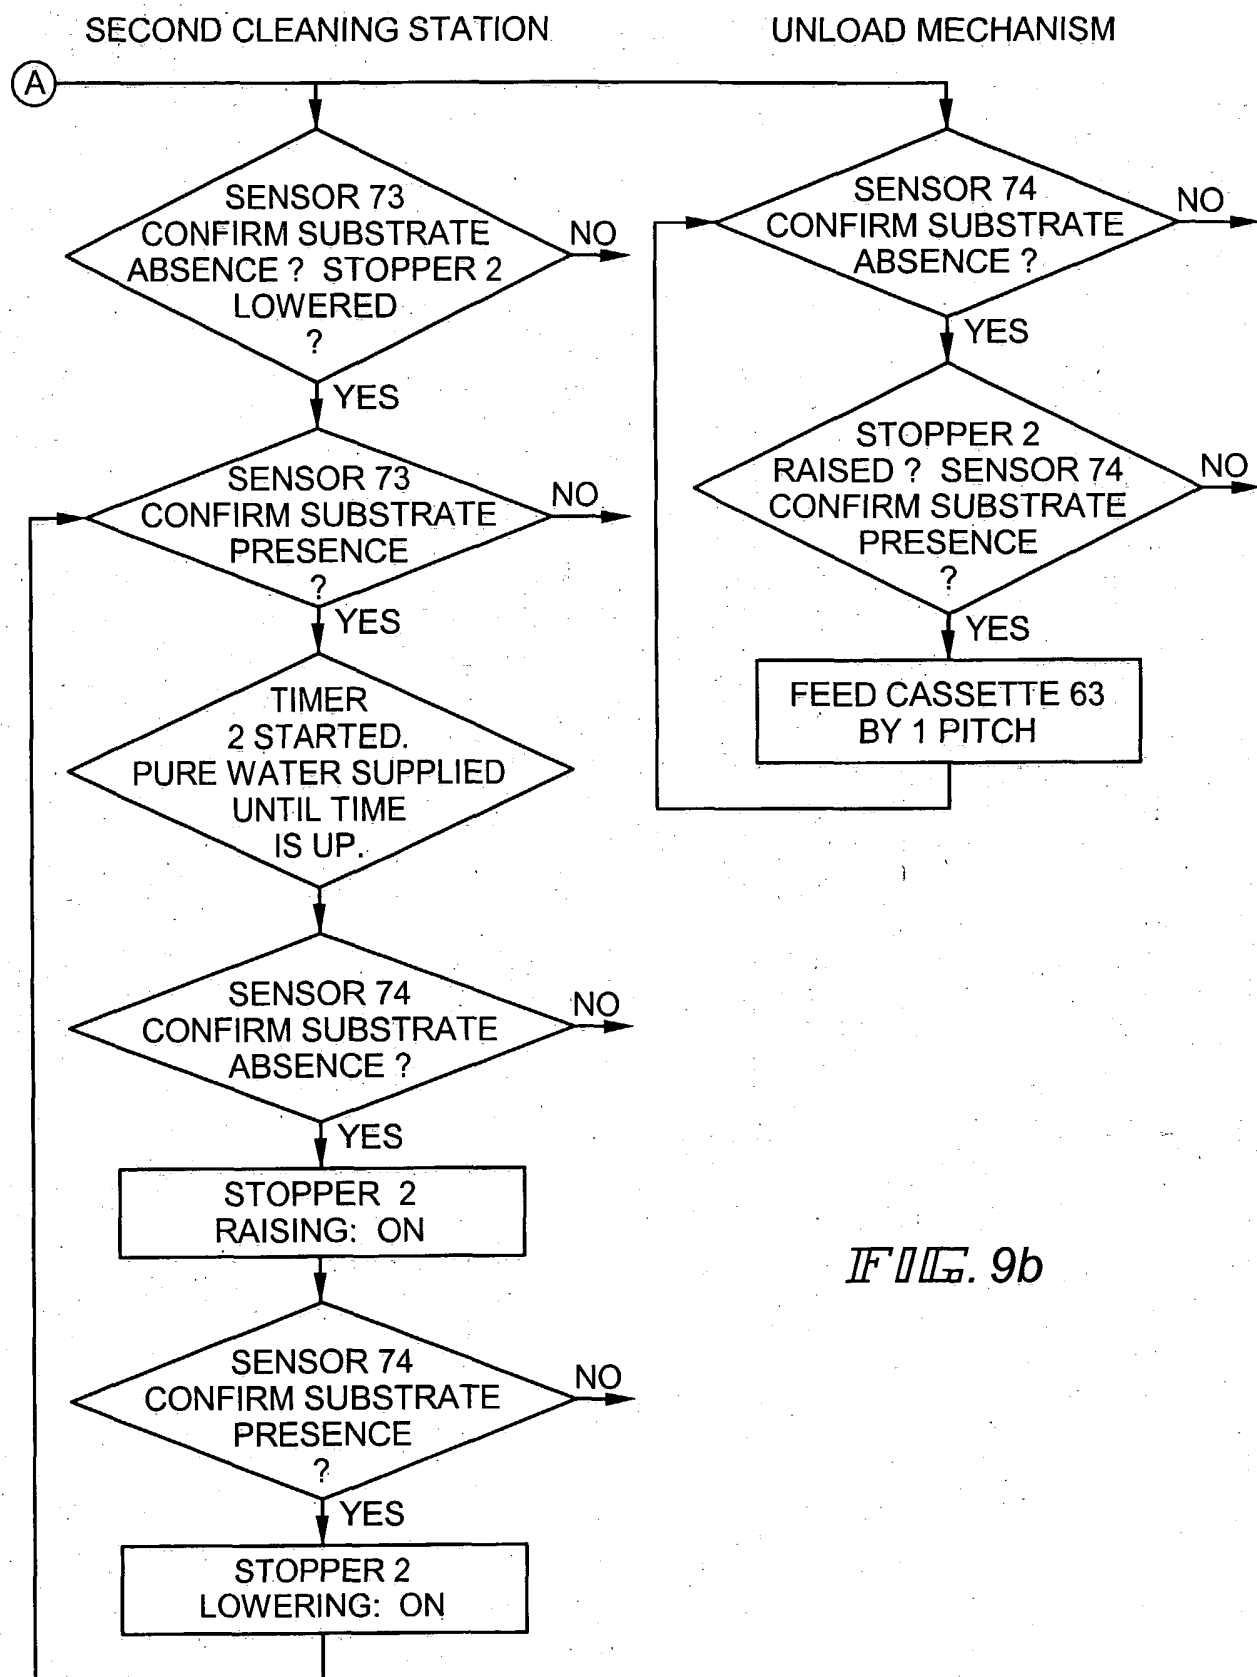 SECOND CLEANING STATION
A
SENSOR 73
CONFIRM SUBSTRATE
ABSENCE ? STOPPER 2
LOWERED
?
NO
YES
SENSOR 73
CONFIRM SUBSTRATE
PRESENCE
?
NO
YES
TIMER
2 STARTED.
PURE WATER SUPPLIED
UNTIL TIME
IS UP.
SENSOR 74
CONFIRM SUBSTRATE
ABSENCE ?
NO
YES
STOPPER 2
RAISING: ON
SENSOR 74
CONFIRM SUBSTRATE
PRESENCE
?
NO
YES
STOPPER 2
LOWERING: ON
UNLOAD MECHANISM
SENSOR 74
CONFIRM SUBSTRATE
ABSENCE ?
NO
YES
STOPPER 2
RAISED ? SENSOR 74
CONFIRM SUBSTRATE
PRESENCE
?
NO
YES
FEED CASSETTE 63
BY 1 PITCH
FIG. 9b